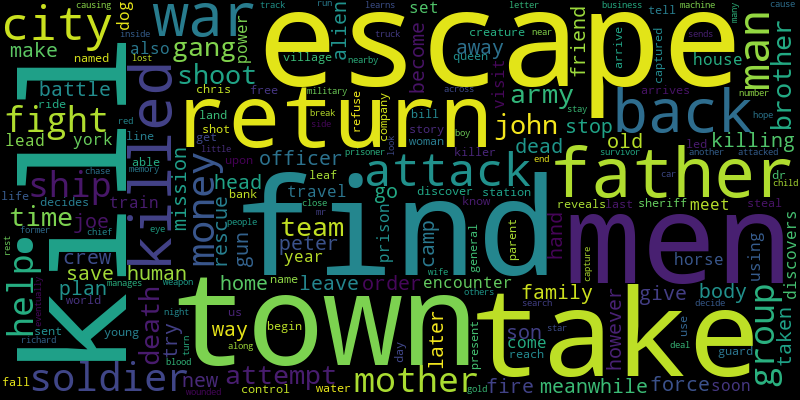 causing
track
run
learns
letter
business
machine
cause
city
dog
war
escape
alien
friend
near
many
man
inside
power
creature
truck
sends
tell
make
also
gang
become
set
away
queen
arrive
captured
house
brother
named
lost
shoot
village
nearby
visit
battle
chris
free
military
across
arrives
number
kill
killed
ride
return
refuse
company
army
back
stay
hope
fight
red
land
break
side
bill
john
stop
led
another
attacked
lead
york
line
shot
story
boy
dead
old
killing
able
get
little
woman
killer
end
chase
memory
mission
money
officer
look
prisoner
attack
father
survivor
car
dr
child
life
ship
upon
head
leaf
go
discover
station
find
men
decides
train
travel
know
reveals
last
sheriff
meet
steal
time
joe
rescue
gun
bank
close
prison
camp
parent
hand
eye
people
mr
team
general
using
discovers
former
chief
crew
peter
year
wife
capture
horse
rest
help
save
human
home
name
leave
order
encounter
others
family
give
body
decide
plan
world
manages
weapon
town
take
search
group
taken
eventually
death
try
night
us
way
begin
later
day
present
son
star
come
reach
however
use
deal
guard
sent
young
richard
turn
blood
along
fall
soldier
new
attempt
control
water
mother
gold
fire
meanwhile
force
soon
wounded